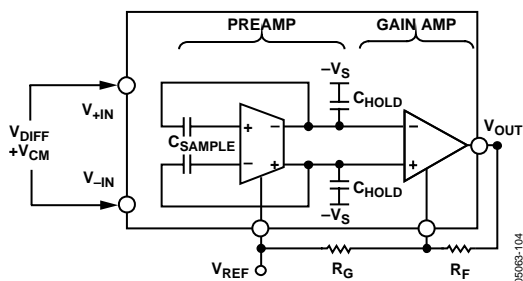 PREAMP
GAIN AMP
–VS
CHOLD
V+IN
VOUT
+ –
–
VDIFF
+VCM
CSAMPLE
– +
+
V–IN
CHOLD
–VS
VREF
RG
RF
05063-104